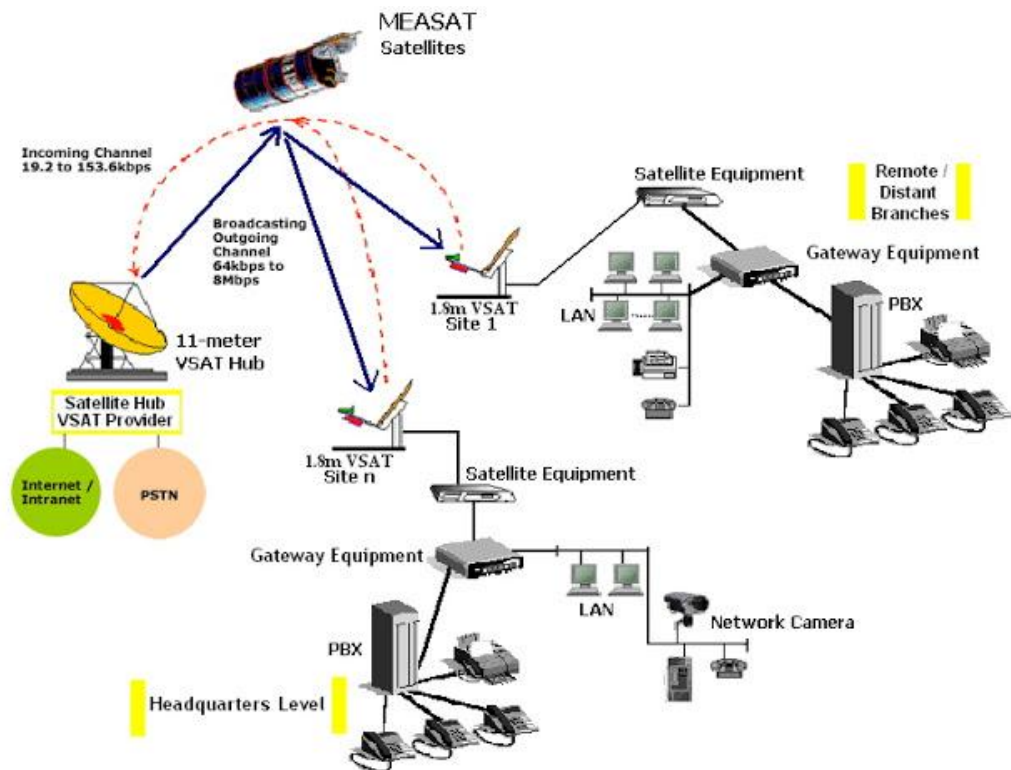 MEASAT
Satellites
Incoming Channel
19.2 to 153.6kbps
Broadcasting
Outgoing
Channel
64kbps to
8Mbps
Satellite Equipment
Remote /
Distant
Branches
Gateway Equipment
PBX
LAN
1.8m VSAT
Site 1
11-meter
VSAT Hub
Satellite Hub
VSAT Provider
Internet /
Intranet
PSTN
1.8m VSAT
Site n
Satellite Equipment
Gateway Equipment
LAN
Network Camera
PBX
Headquarters Level